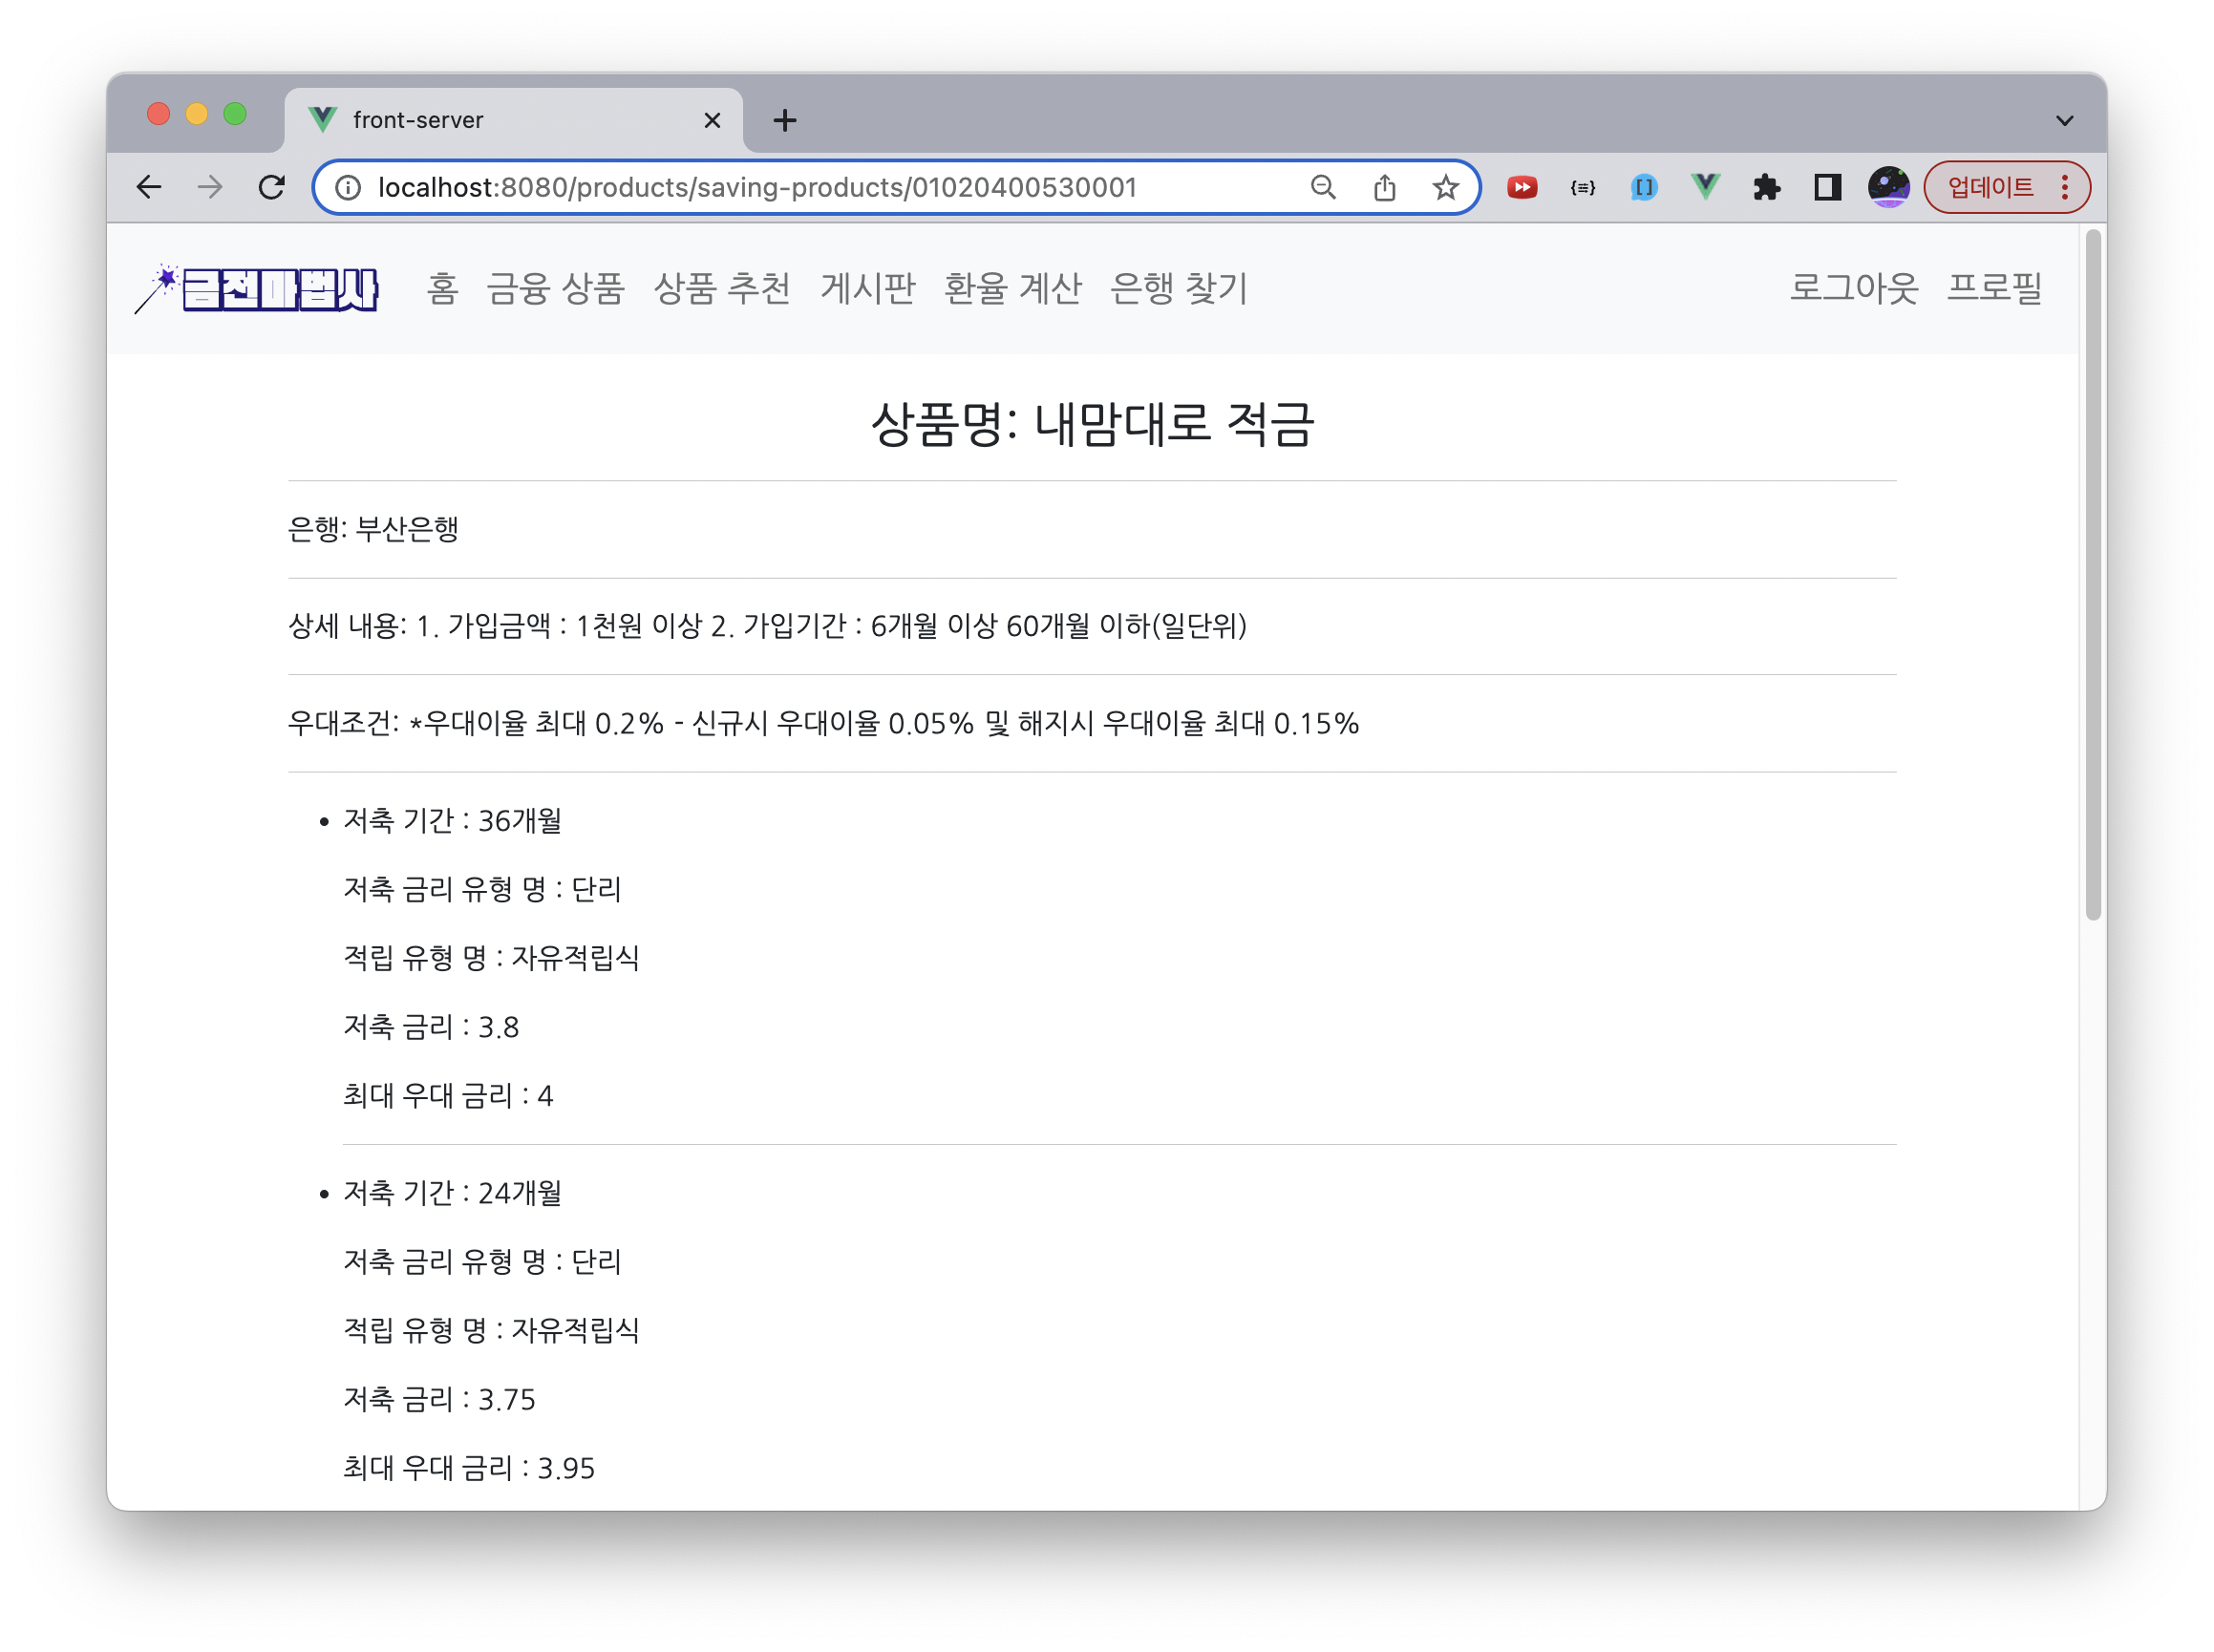 front-server
localhost:8080/products/saving-products/01020400530001
업데이트
금전마법사 홈 금융 상품 상품 추천 게시판 환율 계산 은행 찾기 로그아웃 프로필
상품명: 내맘대로 적금
은행: 부산은행
상세 내용: 1. 가입금액 : 1천원 이상 2. 가입기간 : 6개월 이상 60개월 이하(일단위)
우대조건: *우대이율 최대 0.2% - 신규시 우대이율 0.05% 및 해지시 우대이율 최대 0.15%
• 저축 기간 : 36개월
저축 금리 유형 명 : 단리
적립 유형 명 : 자유적립식
저축 금리 : 3.8
최대 우대 금리 : 4
• 저축 기간 : 24개월
저축 금리 유형 명 : 단리
적립 유형 명 : 자유적립식
저축 금리 : 3.75
최대 우대 금리 : 3.95